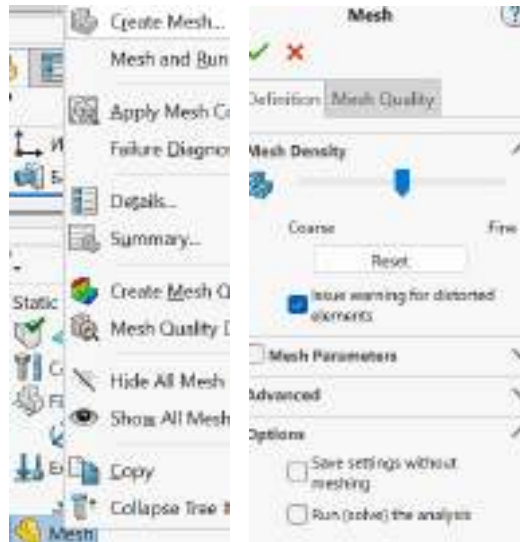 Create Mesh...
Mesh and Run
Apply Mesh
Failure
Details...
Summary...
Static
Create Mesh
Mesh Quality
Hide All Mesh
Show All Mesh
Copy
Collapse Tree
Mesh
Mesh
?
Definition
Mesh Quality
Mesh Density
Coarse
Fine
Reset
Issue warning for distorted
elements
Mesh Parameters
Advanced
Options
Save settings without
meshing
Run (solve) the analysis